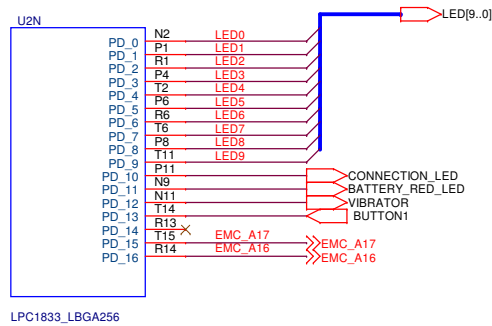 U2N
LED[9..0]
PD_0 N2 LED0
PD_1 P1 LED1
PD_2 R1 LED2
PD_3 P4 LED3
PD_4 T2 LED4
PD_5 P6 LED5
PD_6 R6 LED6
PD_7 T6 LED7
PD_8 P8 LED8
PD_9 T11 LED9
PD_10 P11 CONNECTION_LED
PD_11 N9 BATTERY_RED_LED
PD_12 N11 VIBRATOR
PD_13 T14 BUTTON1
PD_14 R13
PD_15 T15 EMC_A17 EMC_A17
PD_16 R14 EMC_A16 EMC_A16
LPC1833_LBGA256